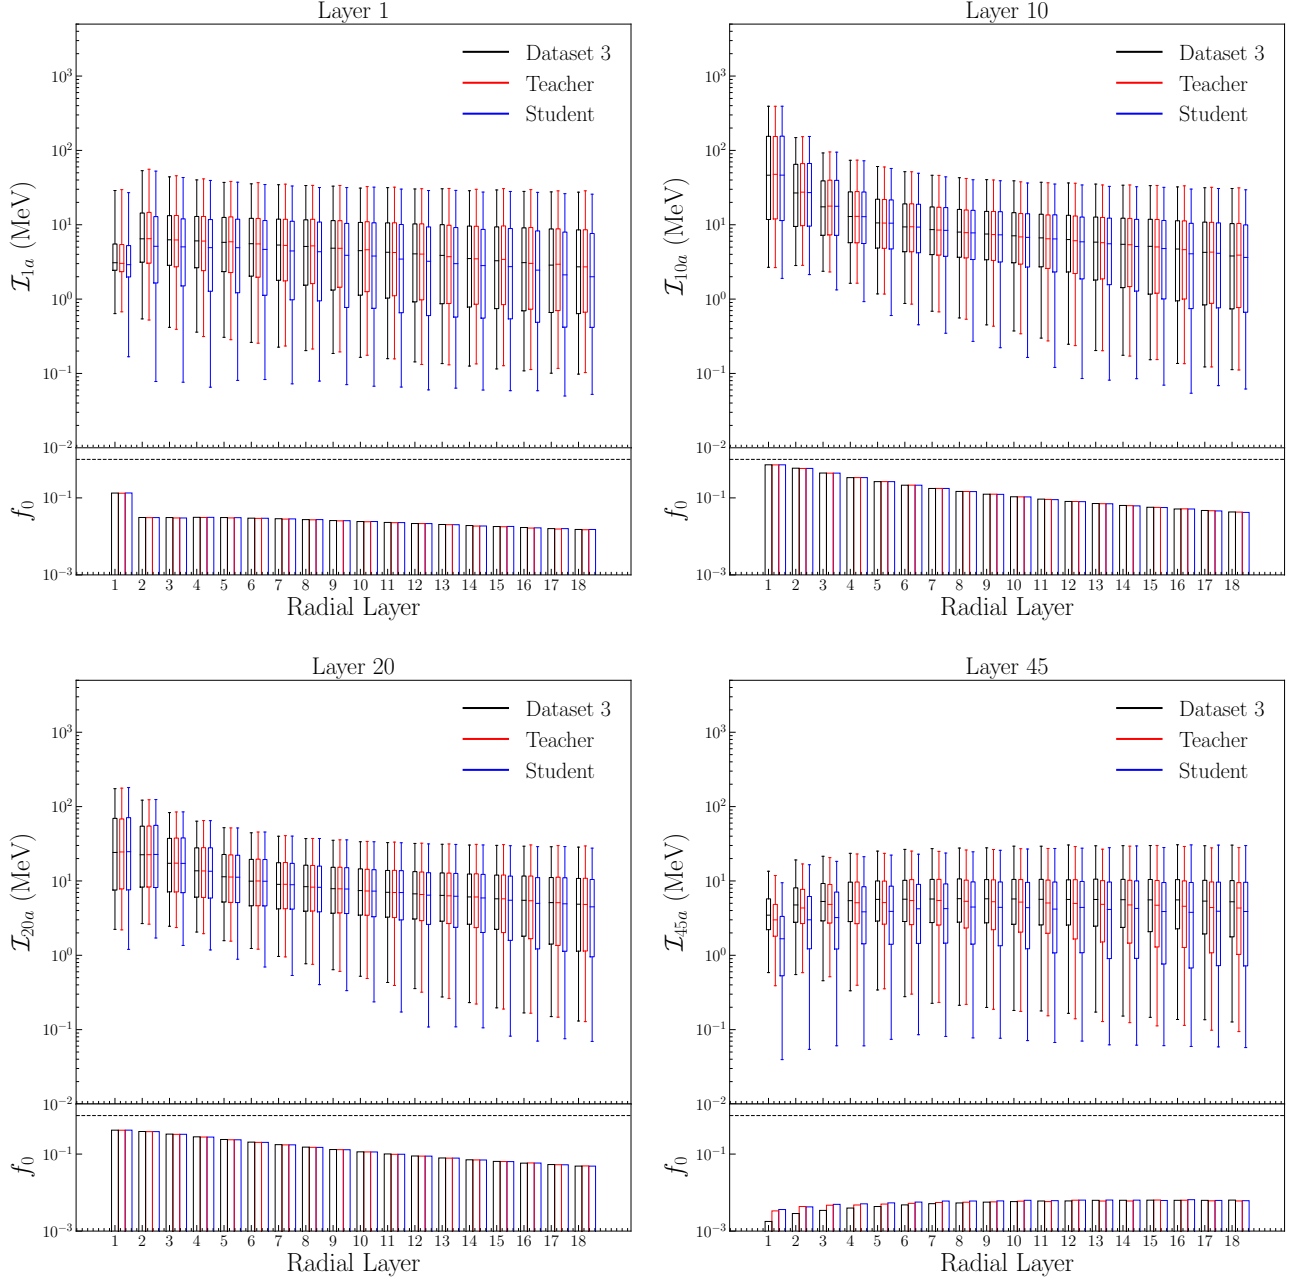 Layer 1
Dataset 3
Teacher
Student
10³
10²
10¹
10⁰
10⁻¹
10⁻²
ℐ₁ₐ (MeV)
10⁻¹
10⁻³
f₀
1 2 3 4 5 6 7 8 9 10 11 12 13 14 15 16 17 18
Radial Layer
Layer 10
Dataset 3
Teacher
Student
10³
10²
10¹
10⁰
10⁻¹
10⁻²
ℐ₁₀ₐ (MeV)
10⁻¹
10⁻³
f₀
1 2 3 4 5 6 7 8 9 10 11 12 13 14 15 16 17 18
Radial Layer
Layer 20
Dataset 3
Teacher
Student
10³
10²
10¹
10⁰
10⁻¹
10⁻²
ℐ₂₀ₐ (MeV)
10⁻¹
10⁻³
f₀
1 2 3 4 5 6 7 8 9 10 11 12 13 14 15 16 17 18
Radial Layer
Layer 45
Dataset 3
Teacher
Student
10³
10²
10¹
10⁰
10⁻¹
10⁻²
ℐ₄₅ₐ (MeV)
10⁻¹
10⁻³
f₀
1 2 3 4 5 6 7 8 9 10 11 12 13 14 15 16 17 18
Radial Layer